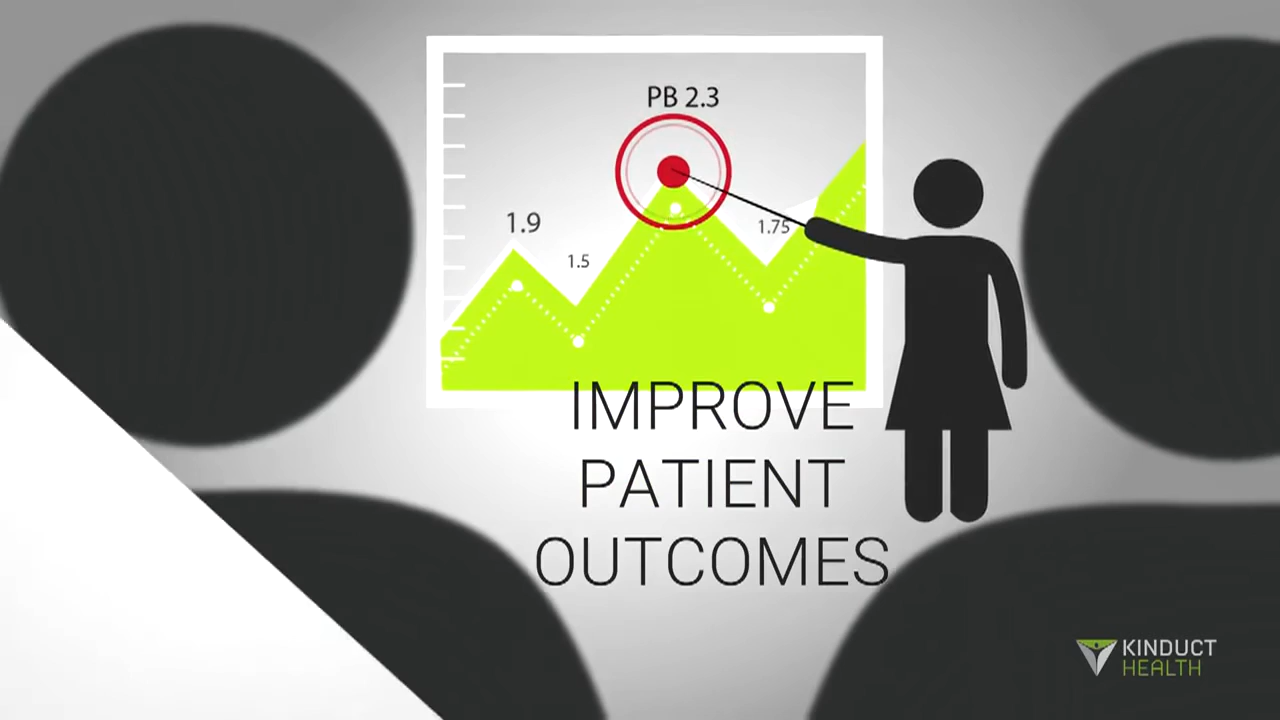 PB 2.3
1.9
1.5
1.75
IMPROVE
PATIENT
OUTCOMES
KINDUCT
HEALTH